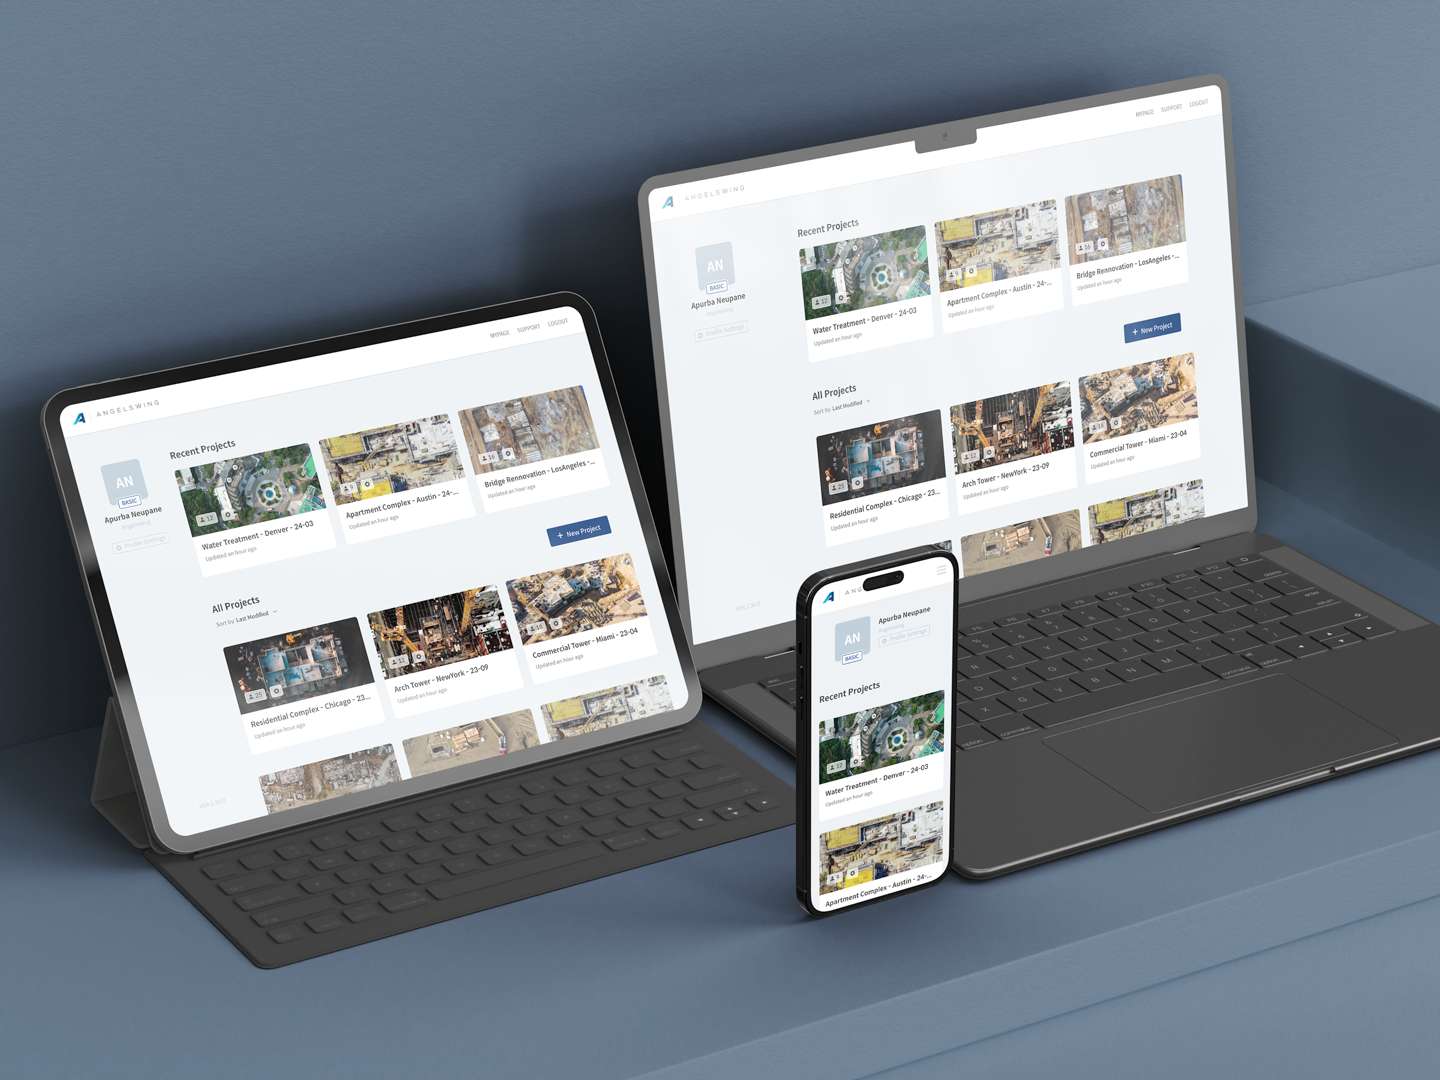 MYPAGE SUPPORT LOGOUT
ANGELSWING
AN
BASIC
Apurba Neupane
Angelswing
Profile Settings
Recent Projects
12
Water Treatment - Denver - 24-03
Updated an hour ago
9
Apartment Complex - Austin - 24-...
Updated an hour ago
16
Bridge Rennovation - LosAngeles -...
Updated an hour ago
+ New Project
All Projects
Sort by: Last Modified
25
Residential Complex - Chicago - 23...
Updated an hour ago
12
Arch Tower - NewYork - 23-09
Updated an hour ago
18
Commercial Tower - Miami - 23-04
Updated an hour ago
MYPAGE SUPPORT LOGOUT
ANGELSWING
AN
BASIC
Apurba Neupane
Angelswing
Profile Settings
Recent Projects
12
Water Treatment - Denver - 24-03
Updated an hour ago
9
Apartment Complex - Austin - 24-...
Updated an hour ago
16
Bridge Rennovation - LosAngeles -...
Updated an hour ago
+ New Project
All Projects
Sort by: Last Modified
25
Residential Complex - Chicago - 23...
Updated an hour ago
12
Arch Tower - NewYork - 23-09
Updated an hour ago
18
Commercial Tower - Miami - 23-04
Updated an hour ago
ANG
AN
BASIC
Apurba Neupane
Angelswing
Profile Settings
Recent Projects
12
Water Treatment - Denver - 24-03
Updated an hour ago
9
Apartment Complex - Austin - 24-...
command
option
option
command